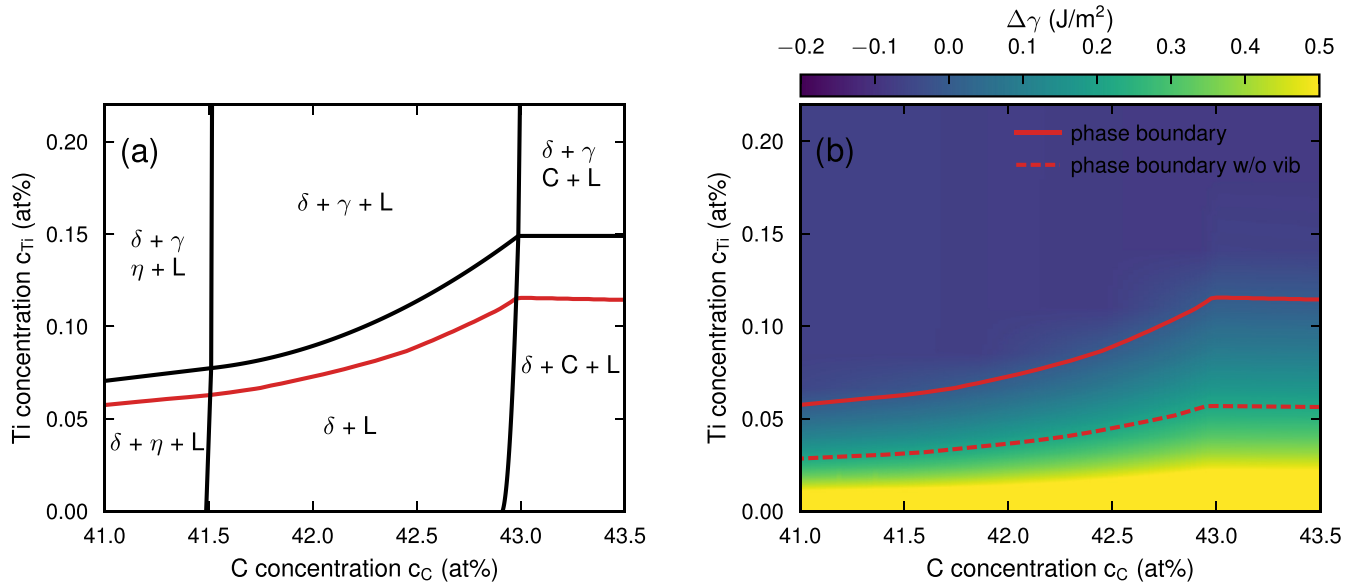 (a)
0.20
0.15
0.10
0.05
0.00
Ti concentration c_Ti (at%)
δ + γ
η + L
δ + γ + L
δ + γ
C + L
δ + η + L
δ + L
δ + C + L
41.0 41.5 42.0 42.5 43.0 43.5
C concentration c_C (at%)
Δγ (J/m²)
−0.2 −0.1 0.0 0.1 0.2 0.3 0.4 0.5
(b)
phase boundary
phase boundary w/o vib
0.20
0.15
0.10
0.05
0.00
Ti concentration c_Ti (at%)
41.0 41.5 42.0 42.5 43.0 43.5
C concentration c_C (at%)